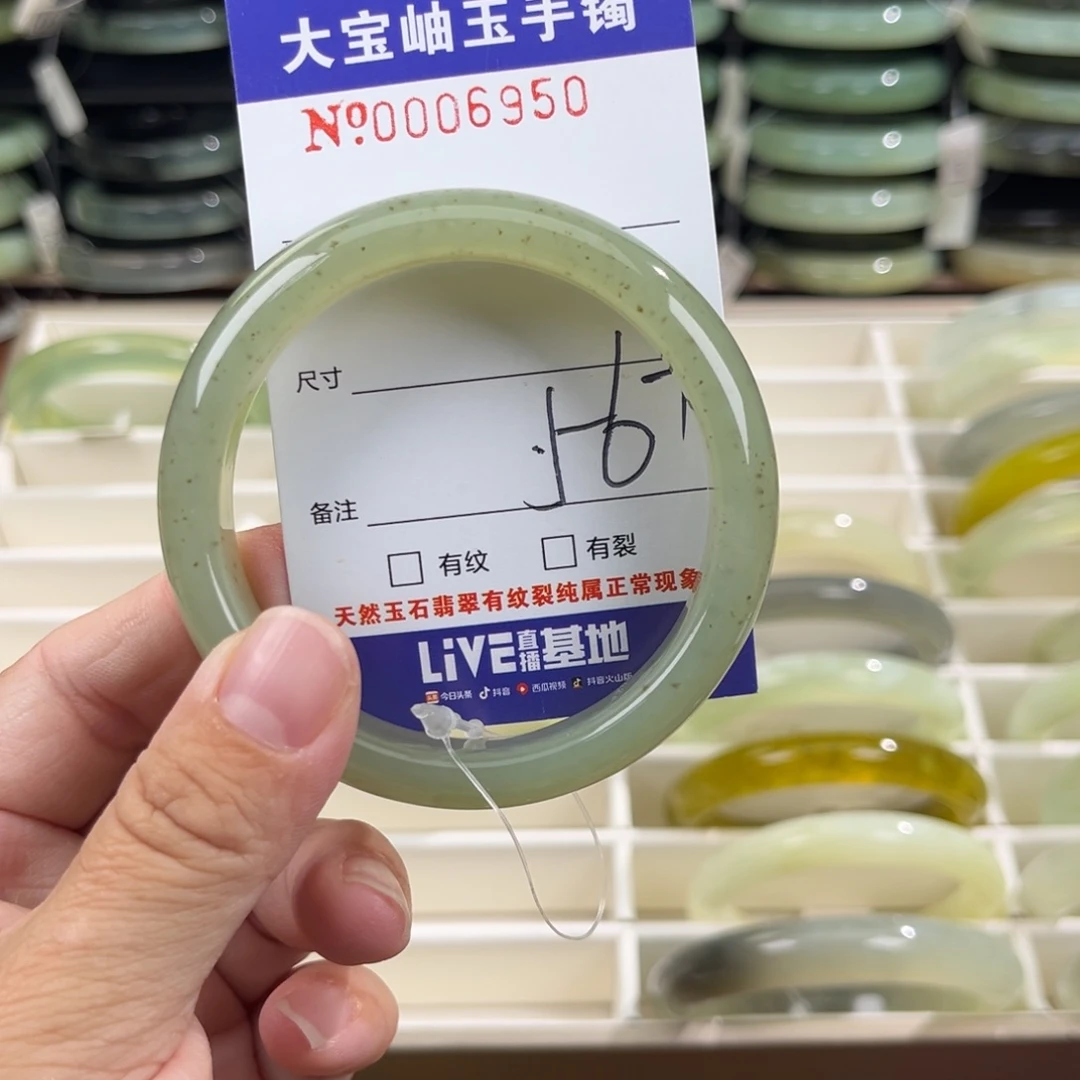 大宝岫玉手镯
№0006950
尺寸
56
备注
有纹 有裂
天然玉石翡翠有纹裂纯属正常现象
LiVE直播基地
今日头条 抖音 西瓜视频 抖音火山版